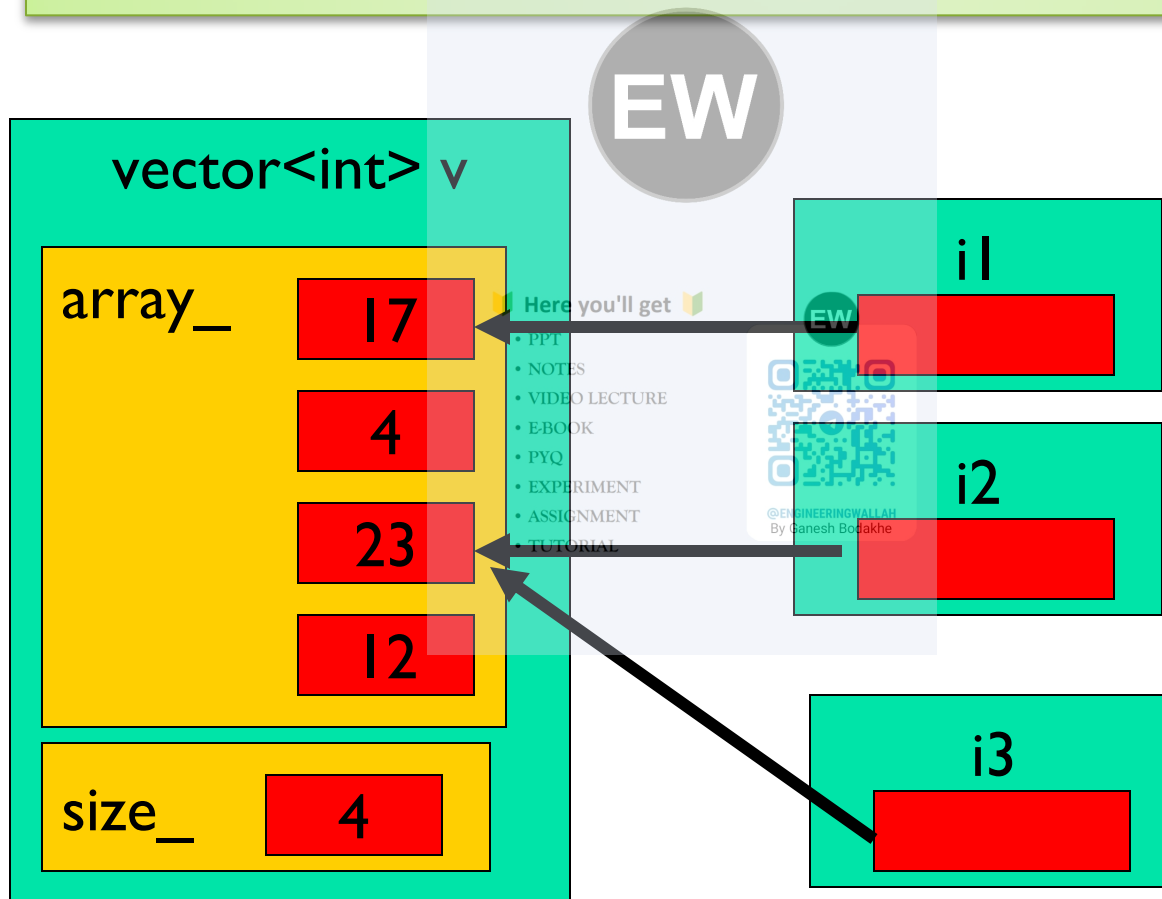 EW
vector<int> v
array_
17
4
23
12
size_
4
🔰 Here you'll get 🔰
• PPT
• NOTES
• VIDEO LECTURE
• E-BOOK
• PYQ
• EXPERIMENT
• ASSIGNMENT
• TUTORIAL
EW
@ENGINEERINGWALLAH
By Ganesh Bodakhe
i1
i2
i3